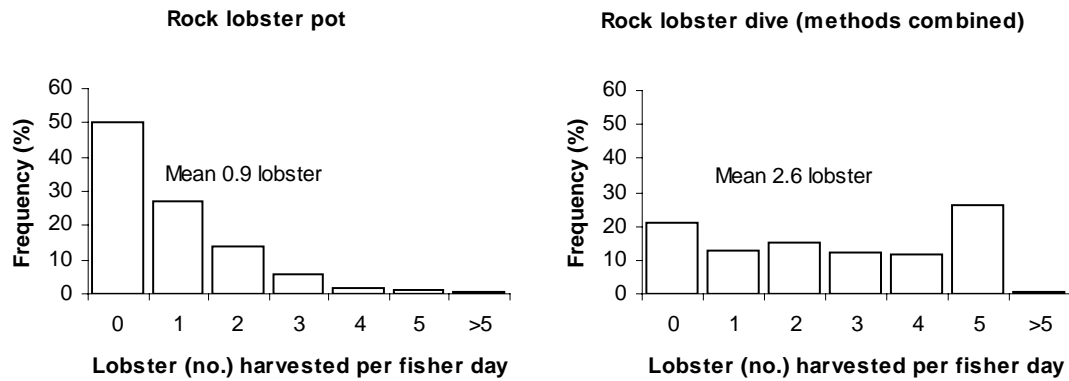 Rock lobster pot
60
50
40
30
20
10
0
Frequency (%)
Mean 0.9 lobster
0 1 2 3 4 5 >5
Lobster (no.) harvested per fisher day
Rock lobster dive (methods combined)
60
50
40
30
20
10
0
Frequency (%)
Mean 2.6 lobster
0 1 2 3 4 5 >5
Lobster (no.) harvested per fisher day